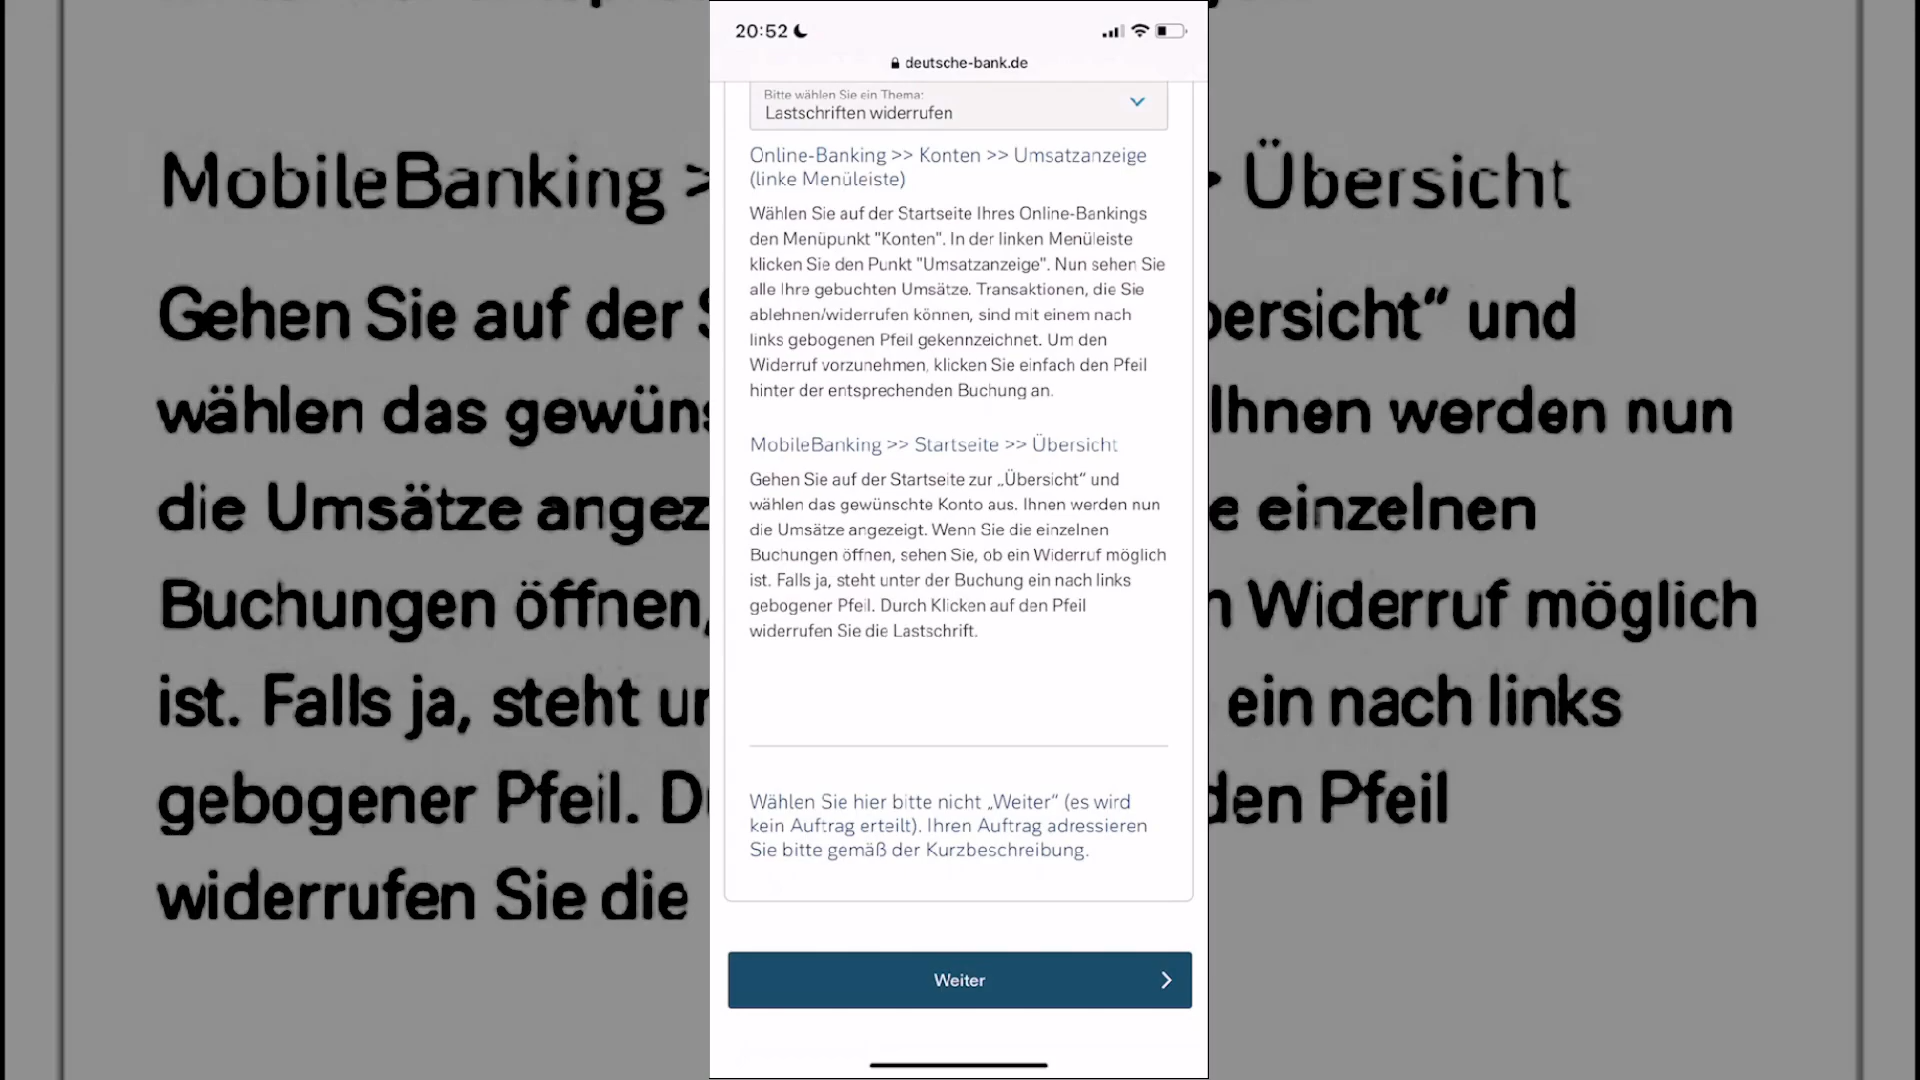 20:52
deutsche-bank.de
Bitte wählen Sie ein Thema:
Lastschriften widerrufen
Online-Banking >> Konten >> Umsatzanzeige
(linke Menüleiste)
Wählen Sie auf der Startseite Ihres Online-Bankings
den Menüpunkt "Konten". In der linken Menüleiste
klicken Sie den Punkt "Umsatzanzeige". Nun sehen Sie
alle Ihre gebuchten Umsätze. Transaktionen, die Sie
ablehnen/widerrufen können, sind mit einem nach
links gebogenen Pfeil gekennzeichnet. Um den
Widerruf vorzunehmen, klicken Sie einfach den Pfeil
hinter der entsprechenden Buchung an.
MobileBanking >> Startseite >> Übersicht
Gehen Sie auf der Startseite zur „Übersicht“ und
wählen das gewünschte Konto aus. Ihnen werden nun
die Umsätze angezeigt. Wenn Sie die einzelnen
Buchungen öffnen, sehen Sie, ob ein Widerruf möglich
ist. Falls ja, steht unter der Buchung ein nach links
gebogener Pfeil. Durch Klicken auf den Pfeil
widerrufen Sie die Lastschrift.
Wählen Sie hier bitte nicht „Weiter“ (es wird
kein Auftrag erteilt). Ihren Auftrag adressieren
Sie bitte gemäß der Kurzbeschreibung.
Weiter
MobileBanking > > Übersicht
Gehen Sie auf der bersicht“ und
wählen das gewüns Ihnen werden nun
die Umsätze angez e einzelnen
Buchungen öffnen, n Widerruf möglich
ist. Falls ja, steht un ein nach links
gebogener Pfeil. Du den Pfeil
widerrufen Sie die